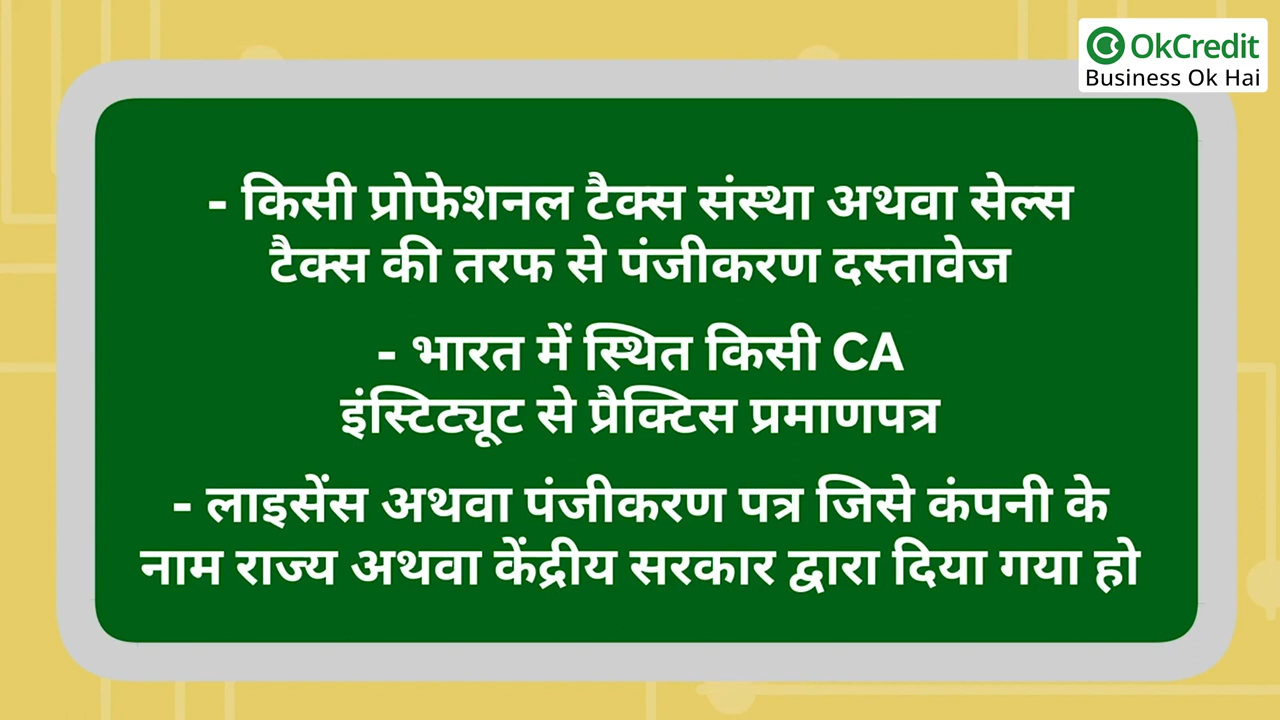 OkCredit
Business Ok Hai
- किसी प्रोफेशनल टैक्स संस्था अथवा सेल्स
टैक्स की तरफ से पंजीकरण दस्तावेज
- भारत में स्थित किसी CA
इंस्टिट्यूट से प्रैक्टिस प्रमाणपत्र
- लाइसेंस अथवा पंजीकरण पत्र जिसे कंपनी के
नाम राज्य अथवा केंद्रीय सरकार द्वारा दिया गया हो